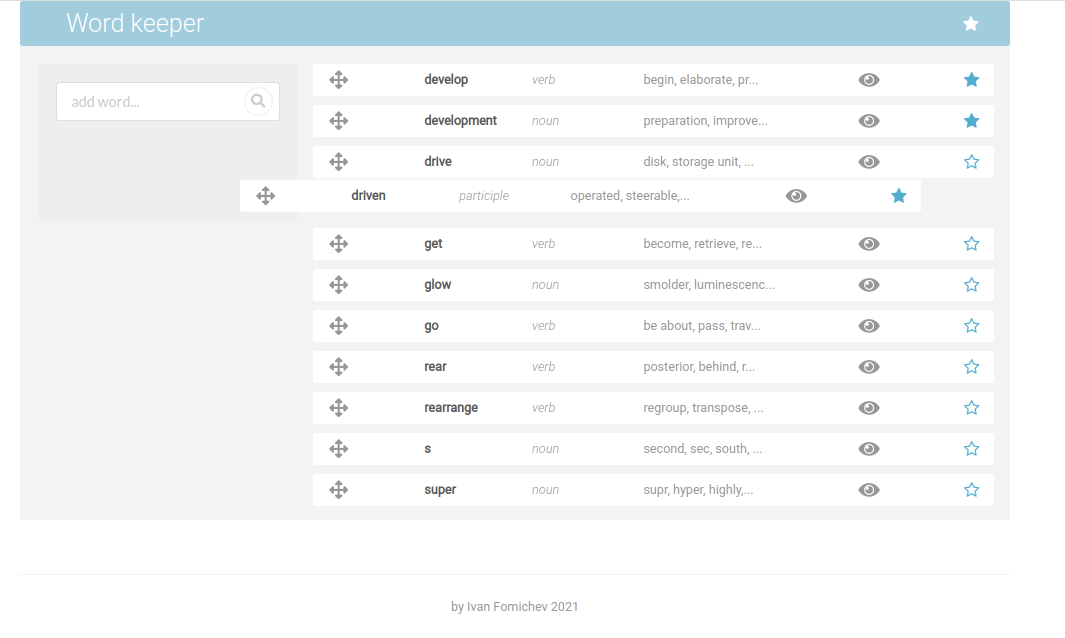 Word keeper
add word...
develop verb begin, elaborate, pr...
development noun preparation, improve...
drive noun disk, storage unit, ...
driven participle operated, steerable,...
get verb become, retrieve, re...
glow noun smolder, luminescenc...
go verb be about, pass, trav...
rear verb posterior, behind, r...
rearrange verb regroup, transpose, ...
s noun second, sec, south, ...
super noun supr, hyper, highly,...
by Ivan Fomichev 2021